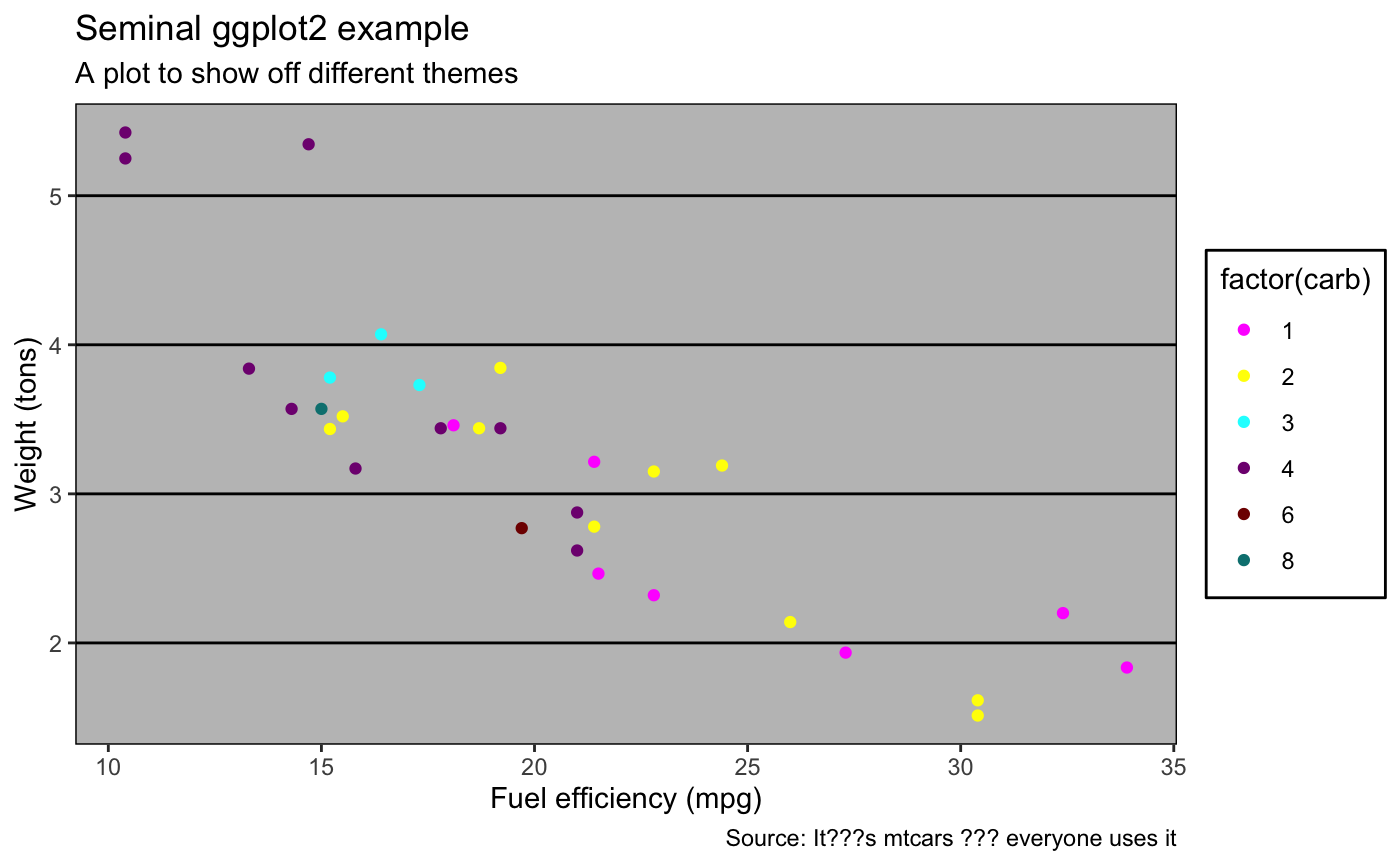 Seminal ggplot2 example
A plot to show off different themes
5
4
3
2
Weight (tons)
10 15 20 25 30 35
Fuel efficiency (mpg)
factor(carb)
1
2
3
4
6
8
Source: It???s mtcars ??? everyone uses it